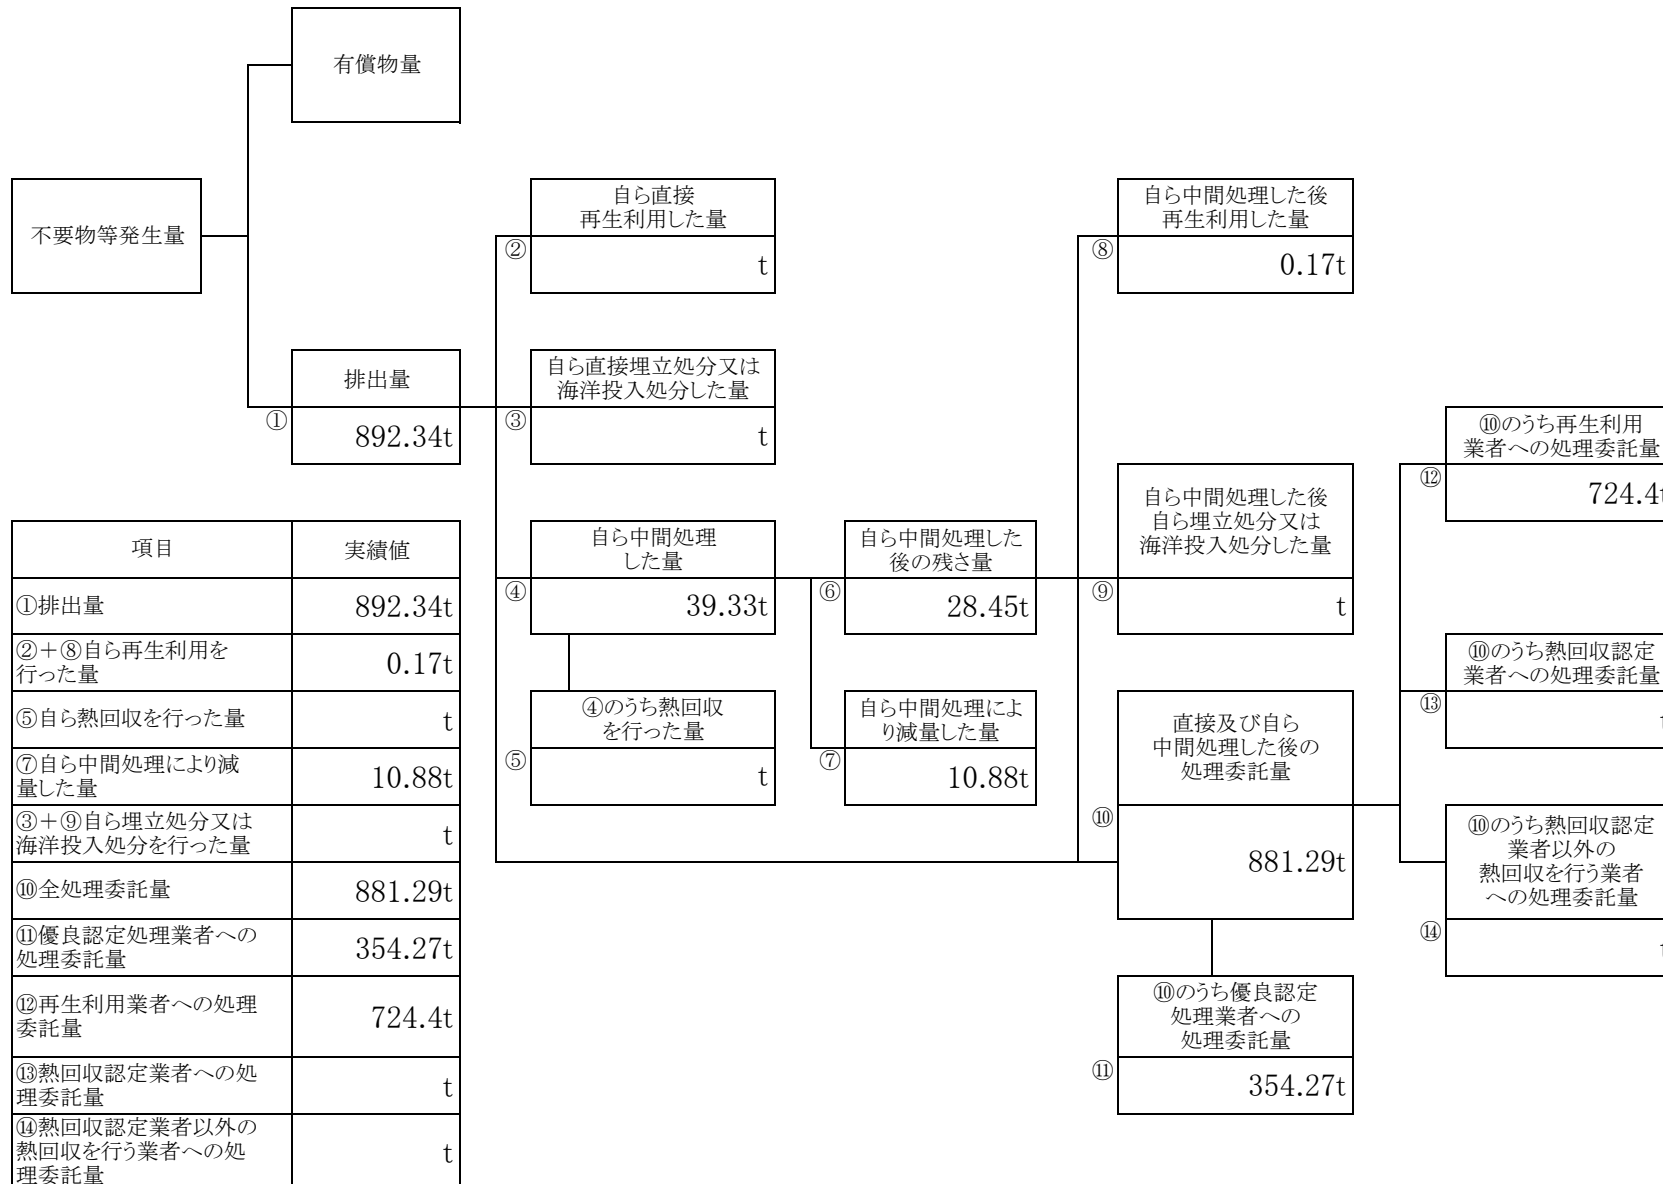 有償物量
不要物等発生量
自ら直接
再生利用した量
②
t
自ら中間処理した後
再生利用した量
⑧
0.17t
排出量
①
892.34t
自ら直接埋立処分又は
海洋投入処分した量
③
t
⑩のうち再生利用
業者への処理委託量
⑫
724.4t
自ら中間処理した後
自ら埋立処分又は
海洋投入処分した量
⑨
t
自ら中間処理
した量
④
39.33t
自ら中間処理した
後の残さ量
⑥
28.45t
⑩のうち熱回収認定
業者への処理委託量
⑬
t
④のうち熱回収
を行った量
⑤
t
自ら中間処理によ
り減量した量
⑦
10.88t
直接及び自ら
中間処理した後の
処理委託量
⑩
881.29t
⑩のうち熱回収認定
業者以外の
熱回収を行う業者
への処理委託量
⑭
t
⑩のうち優良認定
処理業者への
処理委託量
⑪
354.27t
項目 実績値
①排出量 892.34t
②＋⑧自ら再生利用を
行った量 0.17t
⑤自ら熱回収を行った量 t
⑦自ら中間処理により減
量した量 10.88t
③＋⑨自ら埋立処分又は
海洋投入処分を行った量 t
⑩全処理委託量 881.29t
⑪優良認定処理業者への
処理委託量 354.27t
⑫再生利用業者への処理
委託量 724.4t
⑬熱回収認定業者への処
理委託量 t
⑭熱回収認定業者以外の
熱回収を行う業者への処
理委託量 t